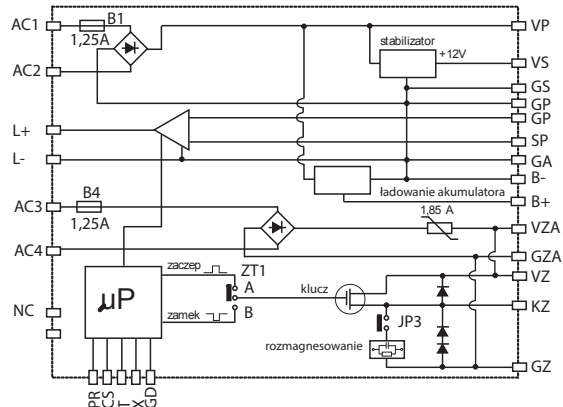 AC1
B1
1,25A
AC2
L+
L-
AC3
B4
1,25A
AC4
NC
stabilizator
+12V
ładowanie akumulatora
1,85 A
zaczep
ZT1
A
B
zamek
µP
klucz
JP3
rozmagnesowanie
VP
VS
GS
GP
GP
SP
GA
B-
B+
VZA
GZA
VZ
KZ
GZ
PR
CS
T
X
GD